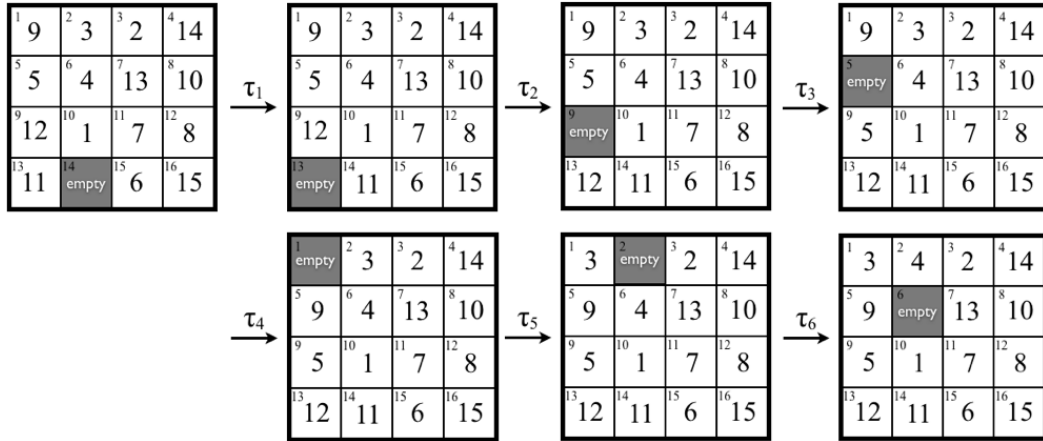 1 9 2 3 3 2 4 14
5 5 6 4 7 13 8 10
9 12 10 1 11 7 12 8
13 11 14 empty 15 6 16 15
τ1
1 9 2 3 3 2 4 14
5 5 6 4 7 13 8 10
9 12 10 1 11 7 12 8
13 empty 14 11 15 6 16 15
τ2
1 9 2 3 3 2 4 14
5 5 6 4 7 13 8 10
9 empty 10 1 11 7 12 8
13 12 14 11 15 6 16 15
τ3
1 9 2 3 3 2 4 14
5 empty 6 4 7 13 8 10
9 5 10 1 11 7 12 8
13 12 14 11 15 6 16 15
τ4
1 empty 2 3 3 2 4 14
5 9 6 4 7 13 8 10
9 5 10 1 11 7 12 8
13 12 14 11 15 6 16 15
τ5
1 3 2 empty 3 2 4 14
5 9 6 4 7 13 8 10
9 5 10 1 11 7 12 8
13 12 14 11 15 6 16 15
τ6
1 3 2 4 3 2 4 14
5 9 6 empty 7 13 8 10
9 5 10 1 11 7 12 8
13 12 14 11 15 6 16 15